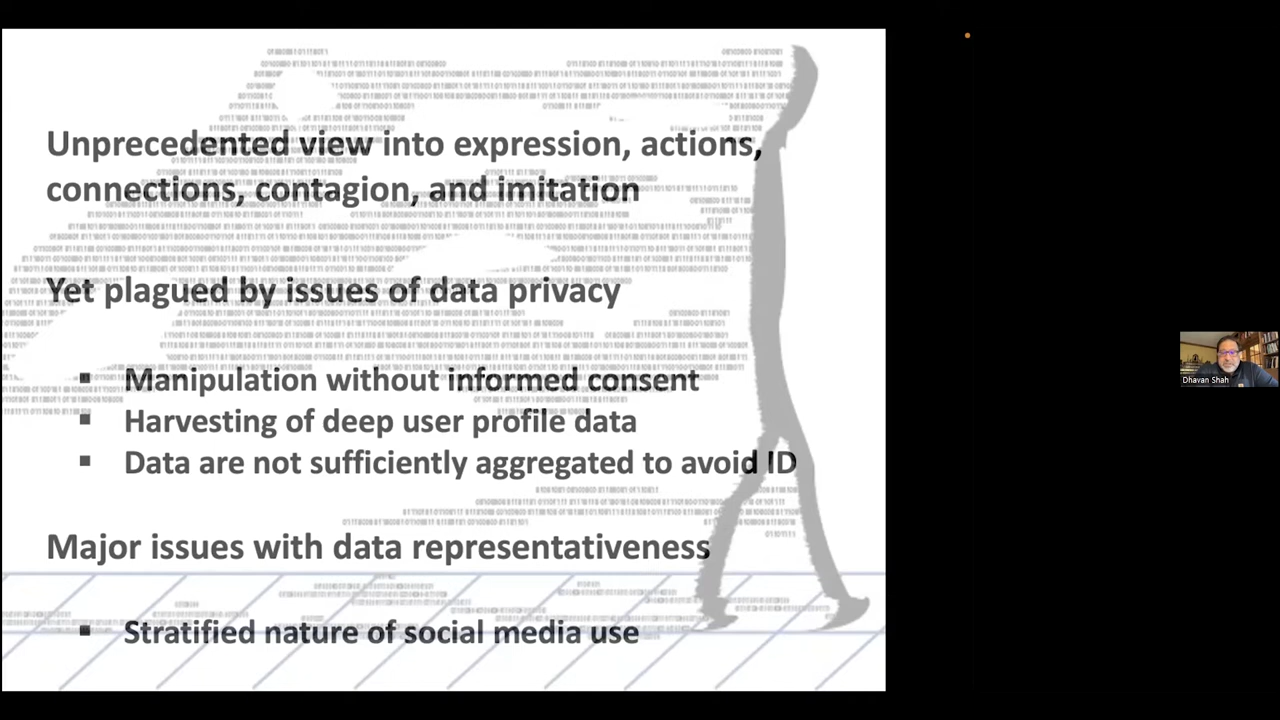 Unprecedented view into expression, actions,
connections, contagion, and imitation
Yet plagued by issues of data privacy
▪ Manipulation without informed consent
▪ Harvesting of deep user profile data
▪ Data are not sufficiently aggregated to avoid ID
Major issues with data representativeness
▪ Stratified nature of social media use
Dhavan Shah